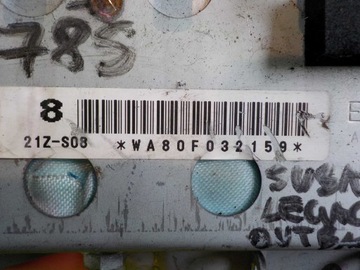 785
8
21Z-S08 *WA80F032159*
SUBA
LEGAC
OUTBA